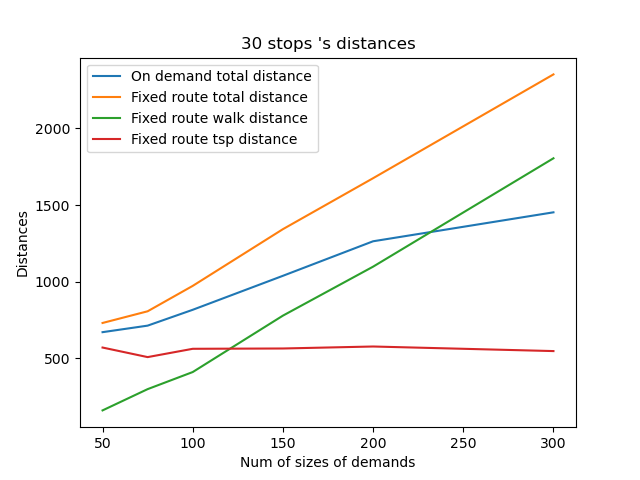 30 stops 's distances
On demand total distance
Fixed route total distance
Fixed route walk distance
Fixed route tsp distance
2000
1500
1000
500
Distances
50 100 150 200 250 300
Num of sizes of demands